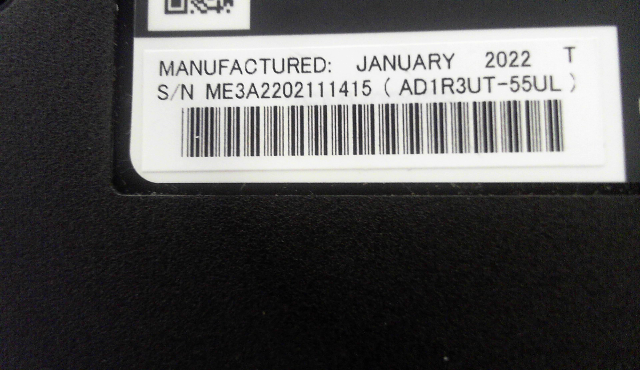 MANUFACTURED: JANUARY 2022 T
S/N ME3A2202111415 ( AD1R3UT-55UL )